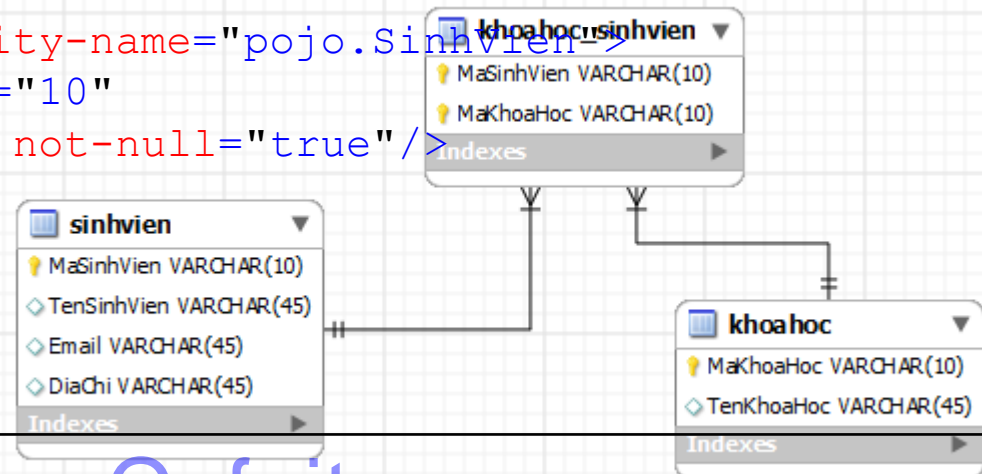 ity-name="pojo.SinhVien">
="10"
not-null="true"/>
khoahoc_sinhvien
MaSinhVien VARCHAR(10)
MaKhoaHoc VARCHAR(10)
Indexes
sinhvien
MaSinhVien VARCHAR(10)
TenSinhVien VARCHAR(45)
Email VARCHAR(45)
DiaChi VARCHAR(45)
Indexes
khoahoc
MaKhoaHoc VARCHAR(10)
TenKhoaHoc VARCHAR(45)
Indexes